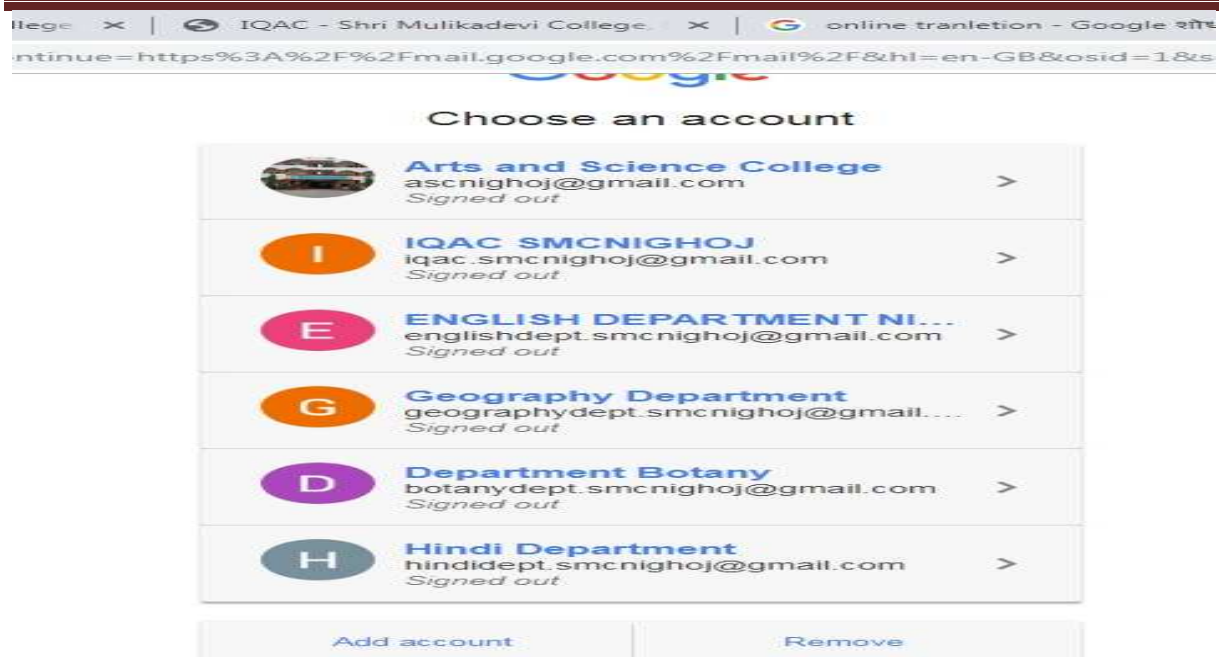 llege × | IQAC - Shri Mulikadevi College. × | G online tranletion - Google शोध
ntinue=https%3A%2F%2Fmail.google.com%2Fmail%2F&hl=en-GB&osid=1&s
Google
Choose an account
Arts and Science College
ascnighoj@gmail.com
Signed out
I
IQAC SMCNIGHOJ
iqac.smcnighoj@gmail.com
Signed out
E
ENGLISH DEPARTMENT NI...
englishdept.smcnighoj@gmail.com
Signed out
G
Geography Department
geographydept.smcnighoj@gmail....
Signed out
D
Department Botany
botanydept.smcnighoj@gmail.com
Signed out
H
Hindi Department
hindidept.smcnighoj@gmail.com
Signed out
Add account
Remove